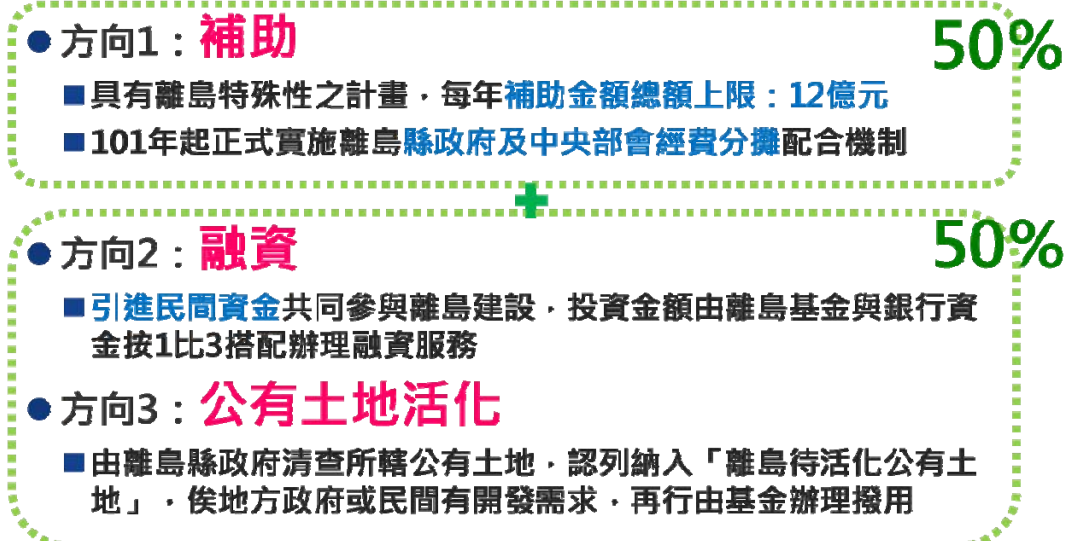 ● 方向1：補助
50%
■具有離島特殊性之計畫，每年補助金額總額上限：12億元
■101年起正式實施離島縣政府及中央部會經費分攤配合機制
● 方向2：融資
50%
■引進民間資金共同參與離島建設，投資金額由離島基金與銀行資
金按1比3搭配辦理融資服務
● 方向3：公有土地活化
■由離島縣政府清查所轄公有土地，認列納入「離島待活化公有土
地」，俟地方政府或民間有開發需求，再行由基金辦理撥用